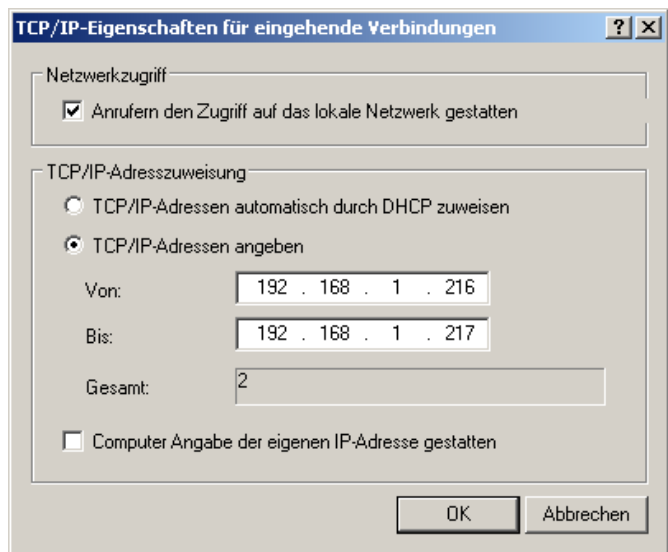 TCP/IP-Eigenschaften für eingehende Verbindungen
Netzwerkzugriff
Anrufern den Zugriff auf das lokale Netzwerk gestatten
TCP/IP-Adresszuweisung
TCP/IP-Adressen automatisch durch DHCP zuweisen
TCP/IP-Adressen angeben
Von: 192 . 168 . 1 . 216
Bis: 192 . 168 . 1 . 217
Gesamt: 2
Computer Angabe der eigenen IP-Adresse gestatten
OK Abbrechen